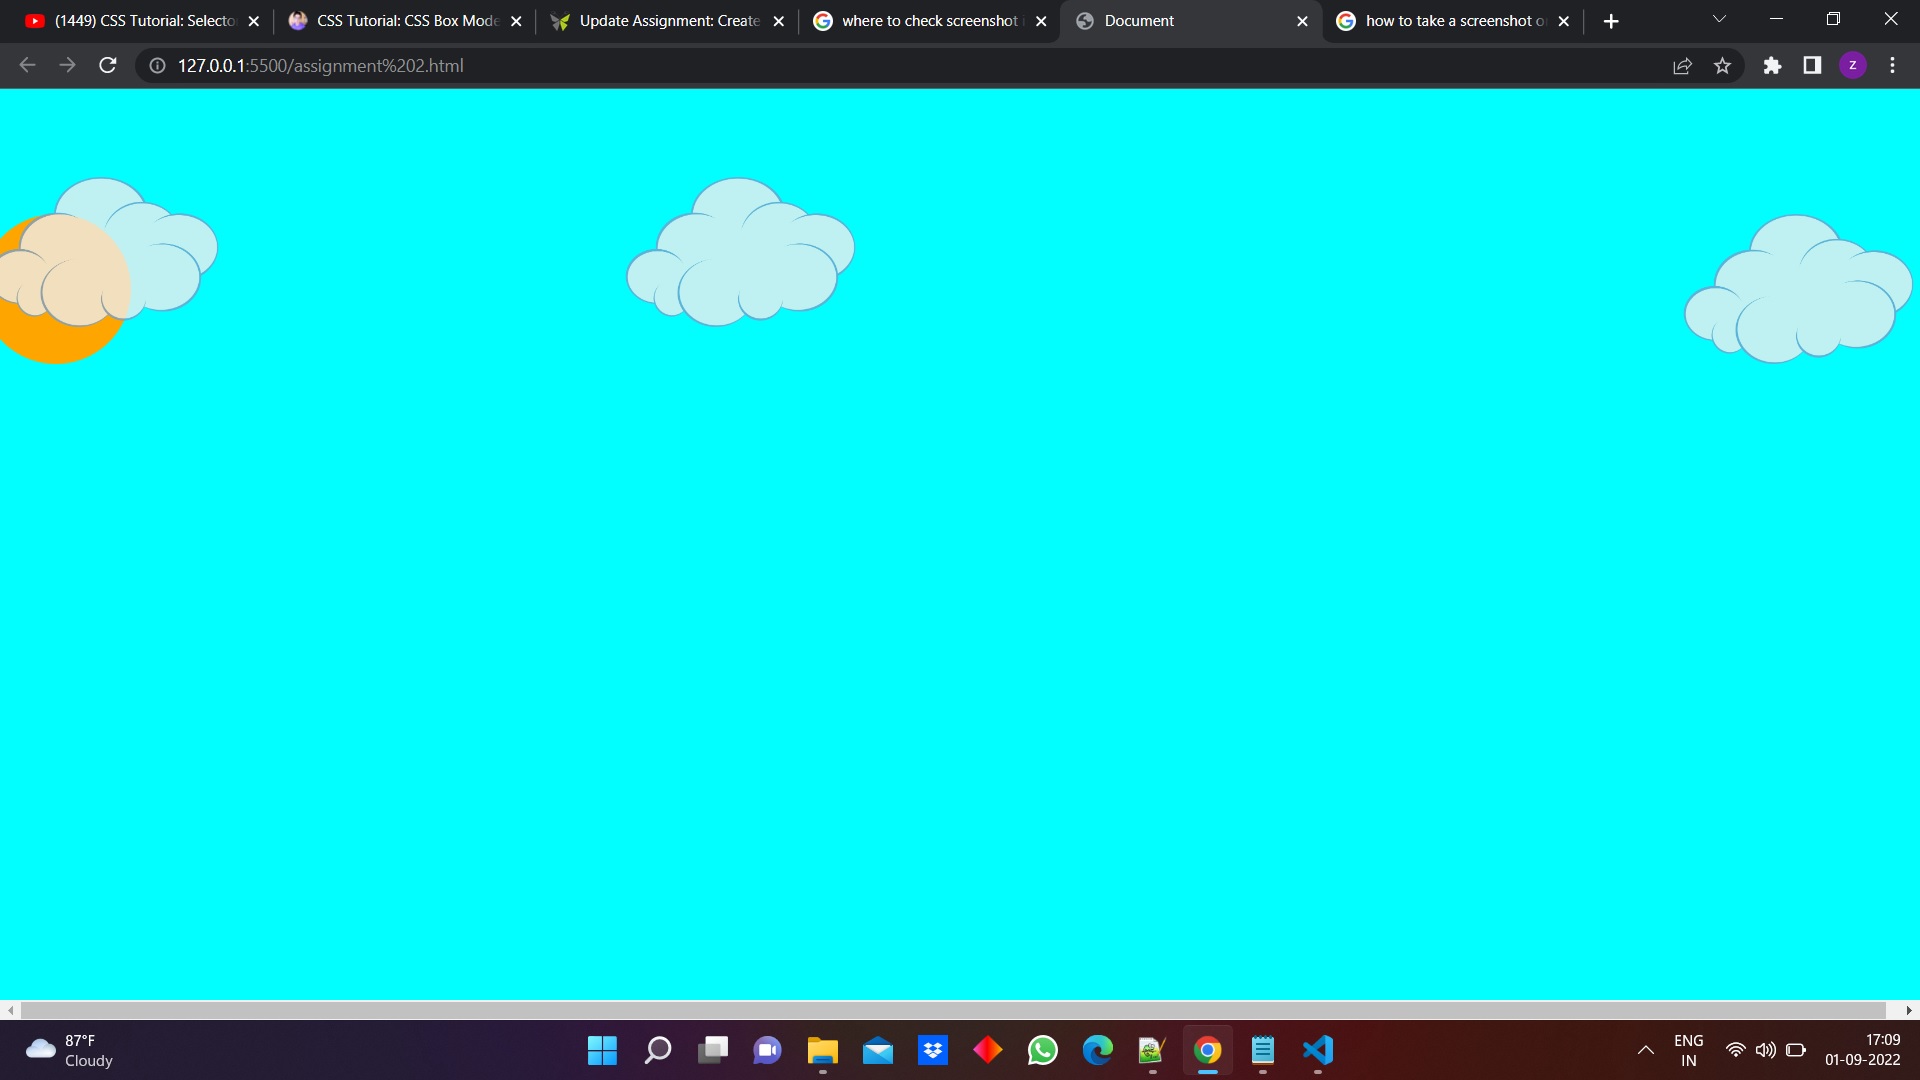 (1449) CSS Tutorial: Selecto
CSS Tutorial: CSS Box Mode
Update Assignment: Create
where to check screenshot i
Document
how to take a screenshot o
127.0.0.1:5500/assignment%202.html
z
87°F
Cloudy
ENG
IN
17:09
01-09-2022